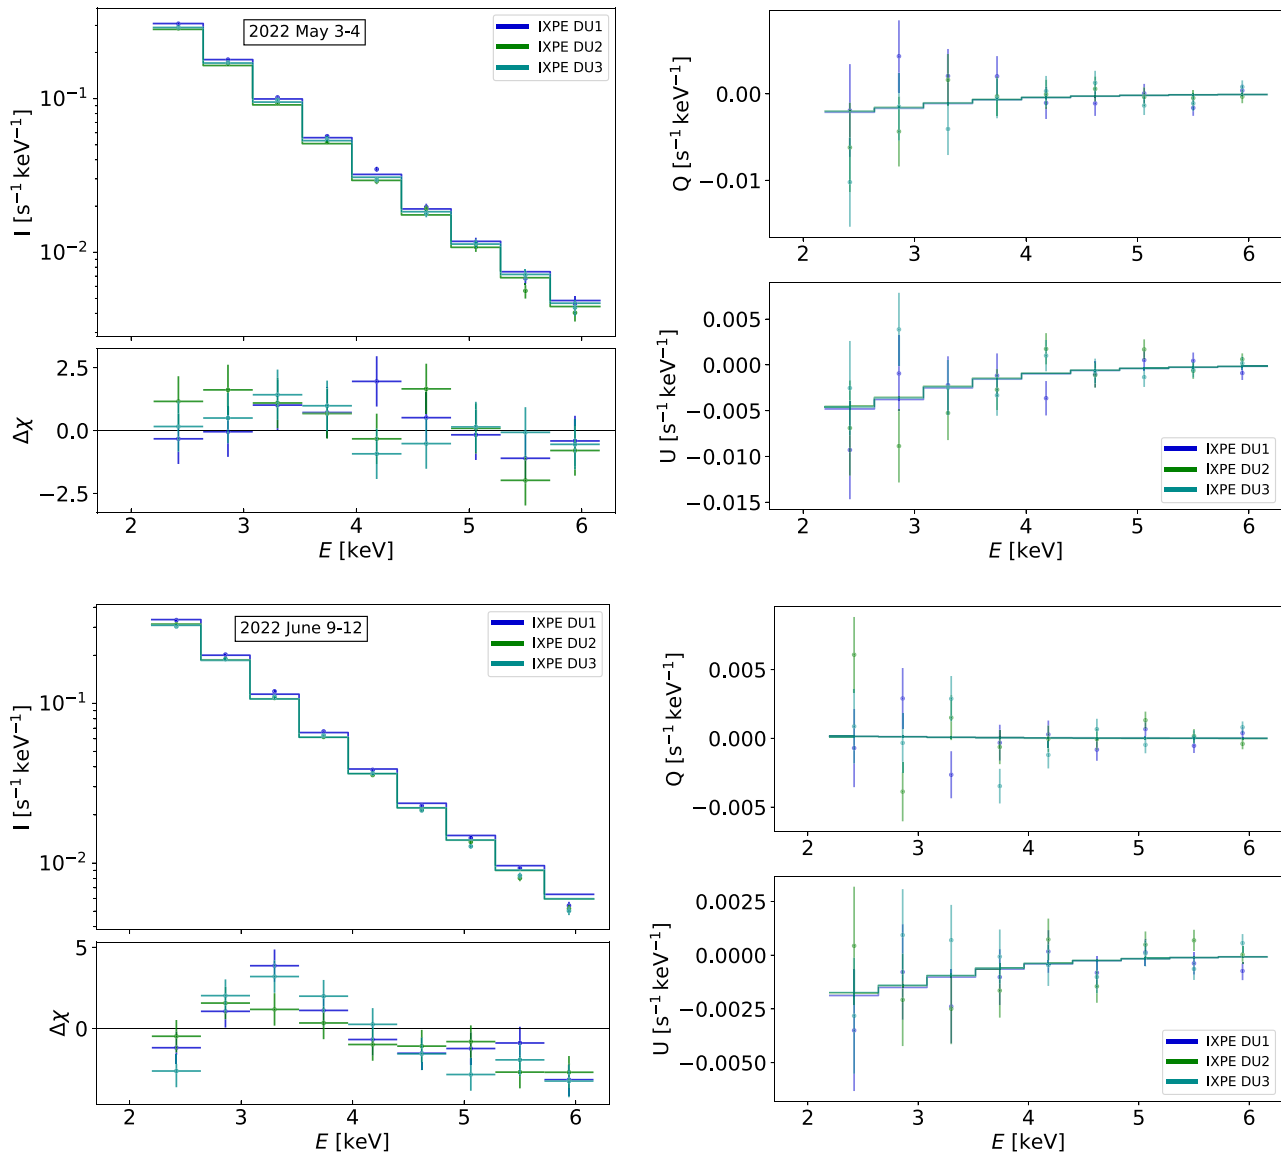 2022 May 3-4
IXPE DU1
IXPE DU2
IXPE DU3
I [s⁻¹ keV⁻¹]
10⁻¹
10⁻²
Δχ
2.5
0.0
−2.5
2 3 4 5 6
E [keV]
Q [s⁻¹ keV⁻¹]
0.00
−0.01
2 3 4 5 6
U [s⁻¹ keV⁻¹]
0.005
0.000
−0.005
−0.010
−0.015
IXPE DU1
IXPE DU2
IXPE DU3
2 3 4 5 6
E [keV]
2022 June 9-12
IXPE DU1
IXPE DU2
IXPE DU3
I [s⁻¹ keV⁻¹]
10⁻¹
10⁻²
Δχ
5
0
2 3 4 5 6
E [keV]
Q [s⁻¹ keV⁻¹]
0.005
0.000
−0.005
2 3 4 5 6
U [s⁻¹ keV⁻¹]
0.0025
0.0000
−0.0025
−0.0050
IXPE DU1
IXPE DU2
IXPE DU3
2 3 4 5 6
E [keV]